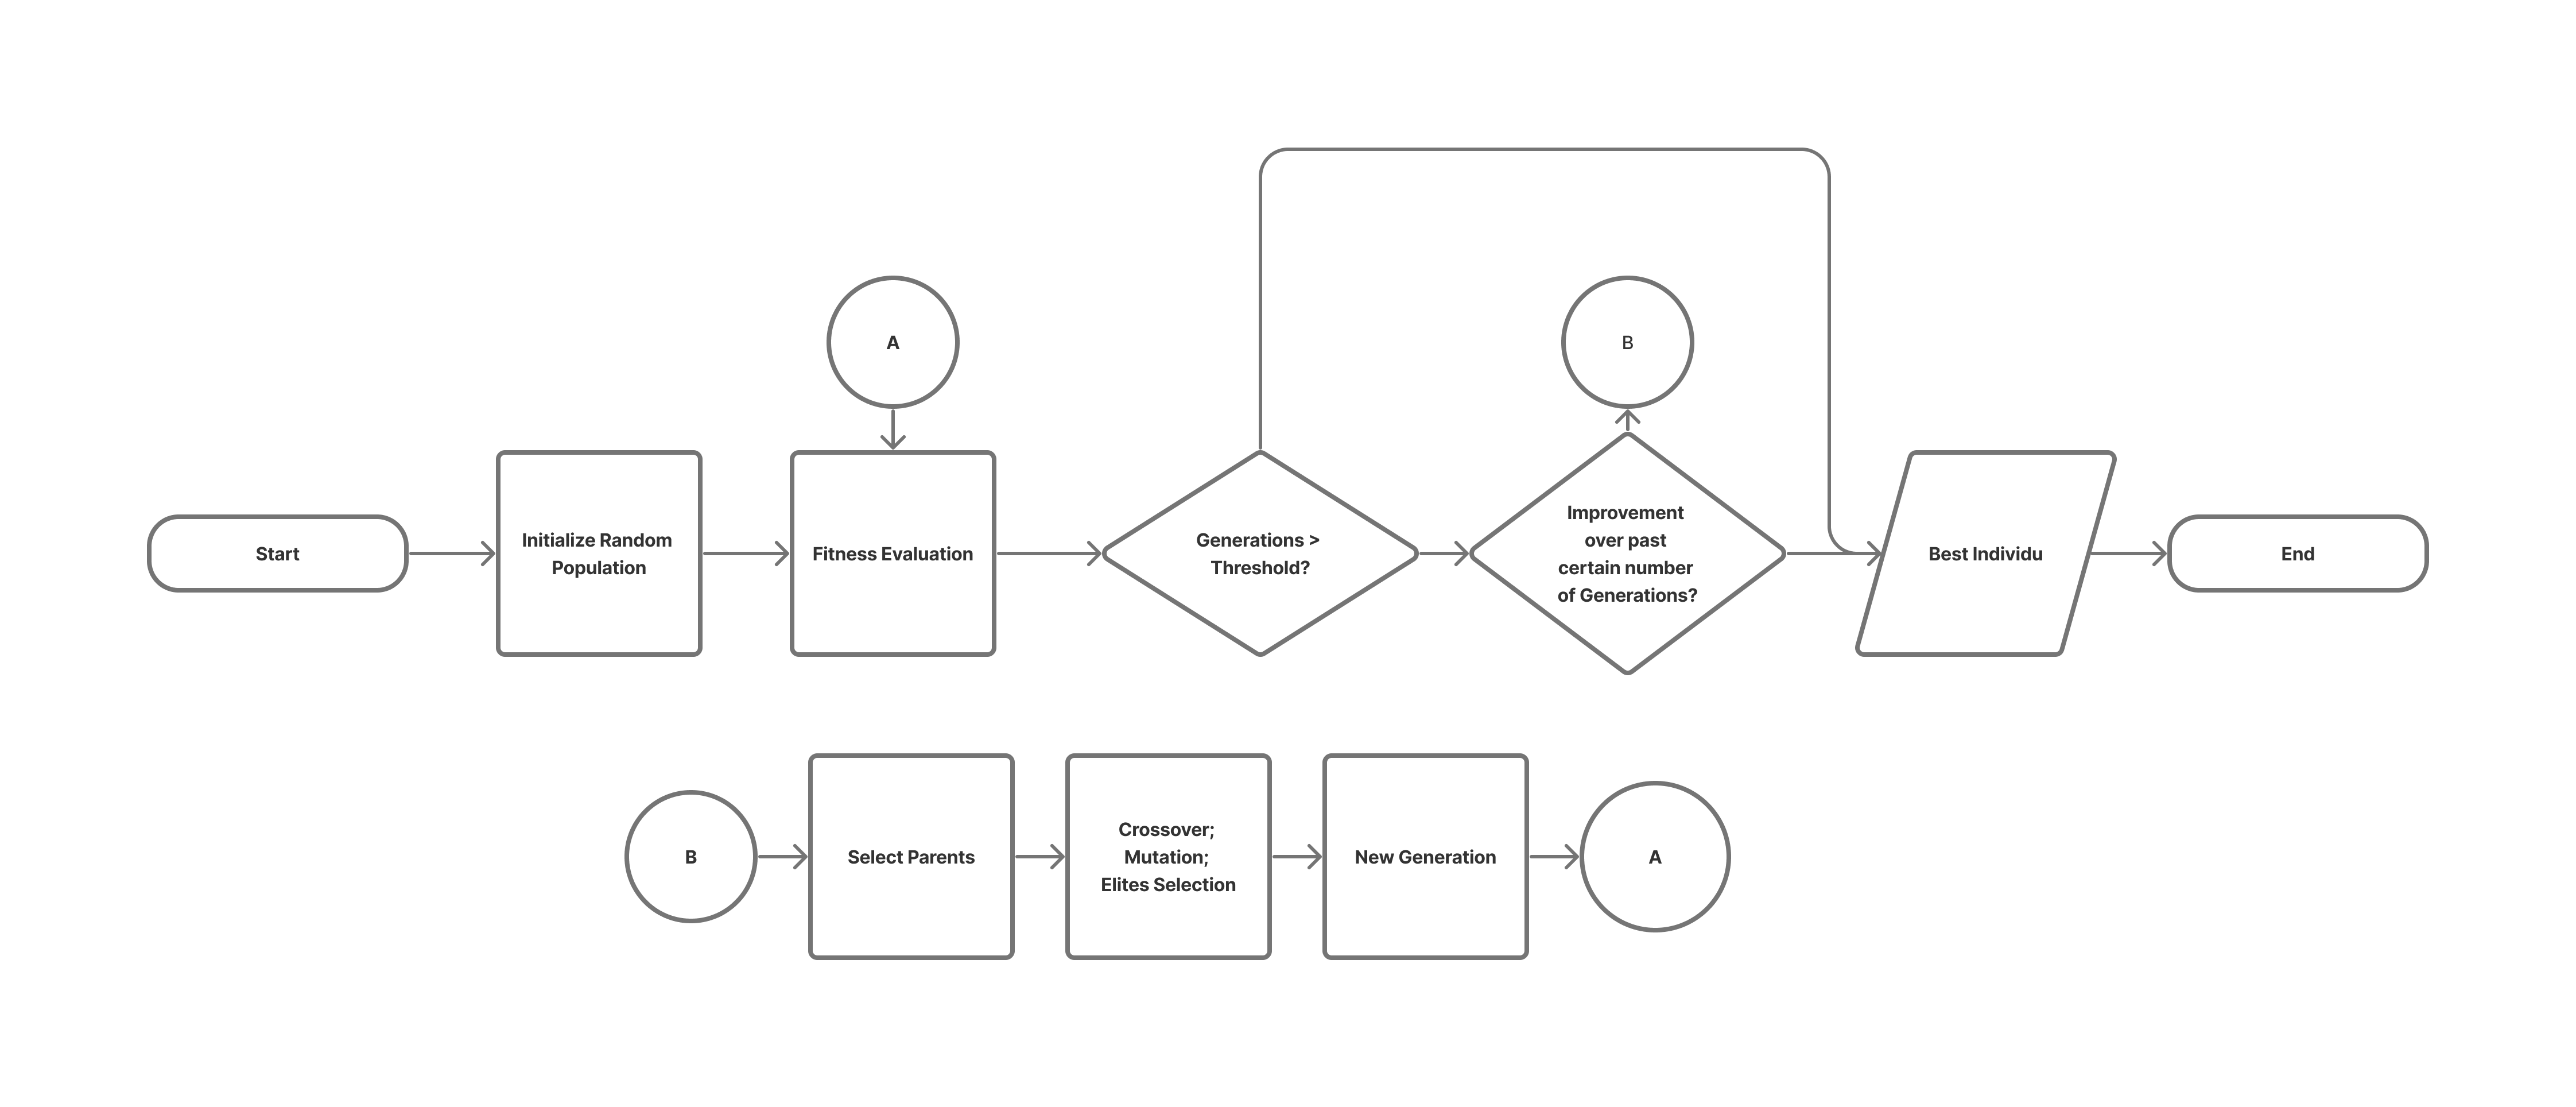 A
B
Start
Initialize Random
Population
Fitness Evaluation
Generations >
Threshold?
Improvement
over past
certain number
of Generations?
Best Individu
End
B
Select Parents
Crossover;
Mutation;
Elites Selection
New Generation
A